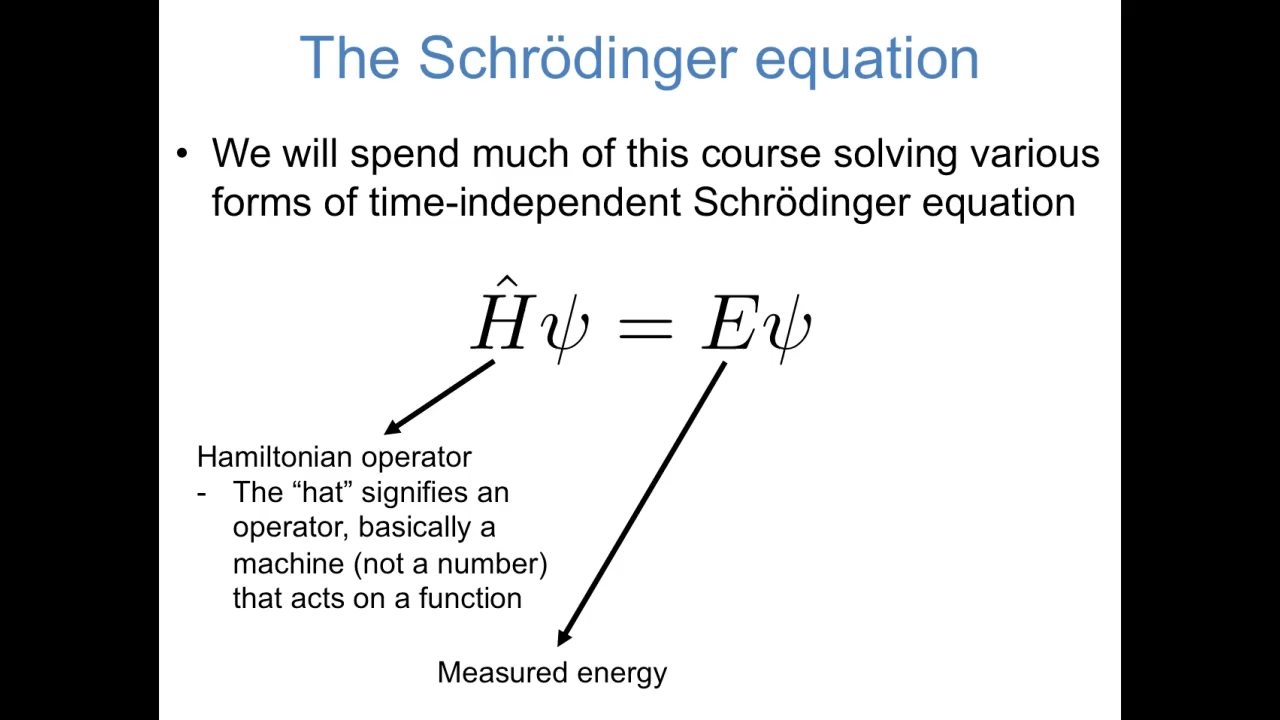 The Schrödinger equation
• We will spend much of this course solving various
forms of time-independent Schrödinger equation
Ĥψ = Eψ
Hamiltonian operator
- The “hat” signifies an
operator, basically a
machine (not a number)
that acts on a function
Measured energy